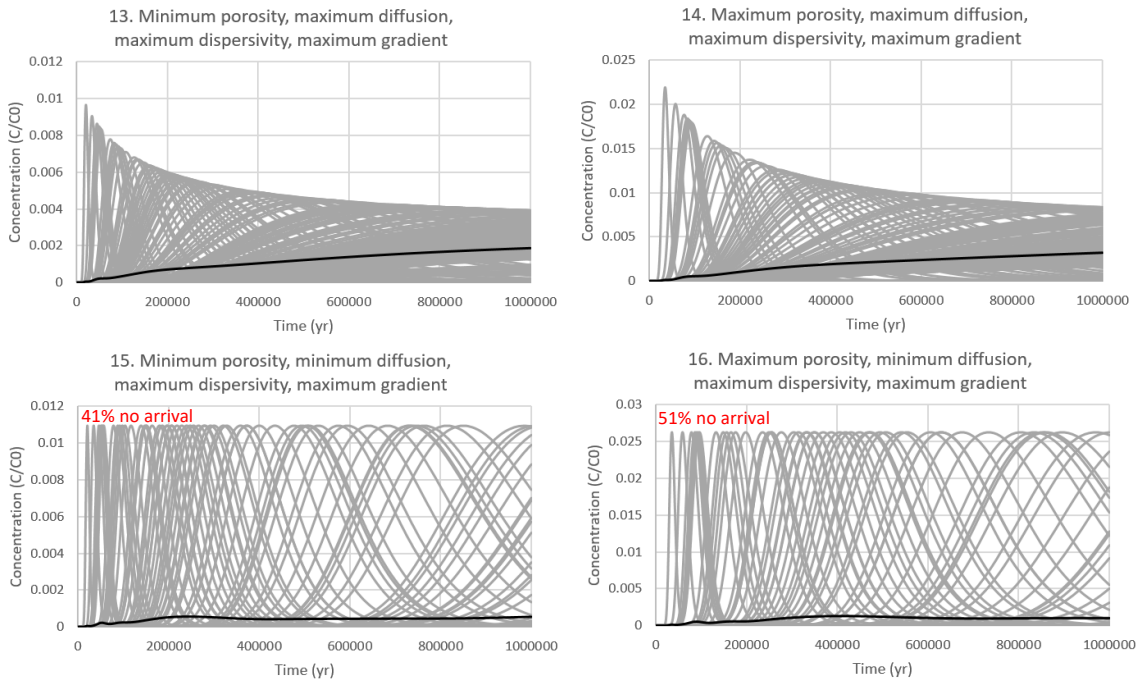 13. Minimum porosity, maximum diffusion,
maximum dispersivity, maximum gradient
0.012
0.01
0.008
0.006
0.004
0.002
0
Concentration (C/C0)
0 200000 400000 600000 800000 1000000
Time (yr)
14. Maximum porosity, minimum diffusion,
maximum dispersivity, maximum gradient
0.025
0.02
0.015
0.01
0.005
0
Concentration (C/C0)
0 200000 400000 600000 800000 1000000
Time (yr)
15. Minimum porosity, minimum diffusion,
maximum dispersivity, maximum gradient
41% no arrival
0.012
0.01
0.008
0.006
0.004
0.002
0
Concentration (C/C0)
0 200000 400000 600000 800000 1000000
Time (yr)
16. Maximum porosity, minimum diffusion,
maximum dispersivity, maximum gradient
51% no arrival
0.03
0.025
0.02
0.015
0.01
0.005
0
Concentration (C/C0)
0 200000 400000 600000 800000 1000000
Time (yr)